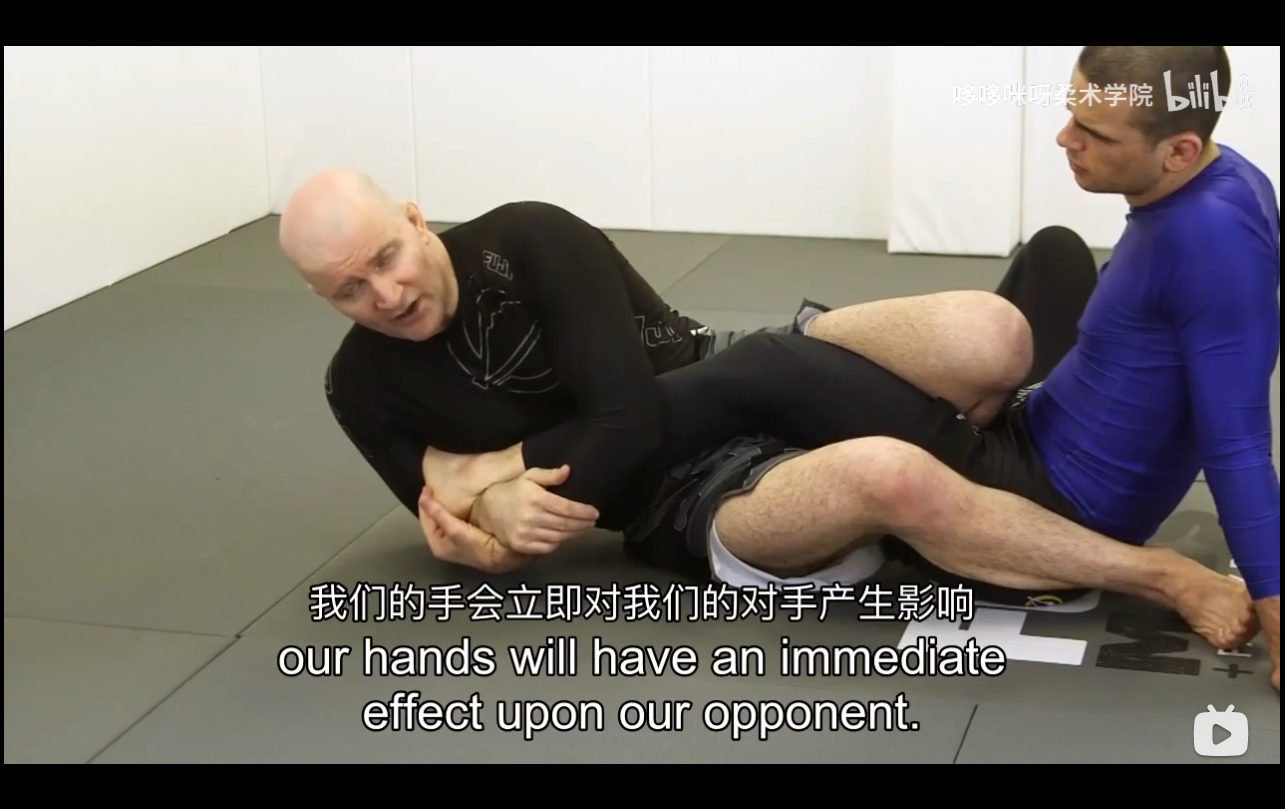 哆哆咪呀柔术学院 bilibili
我们的手会立即对我们的对手产生影响
our hands will have an immediate
effect upon our opponent.